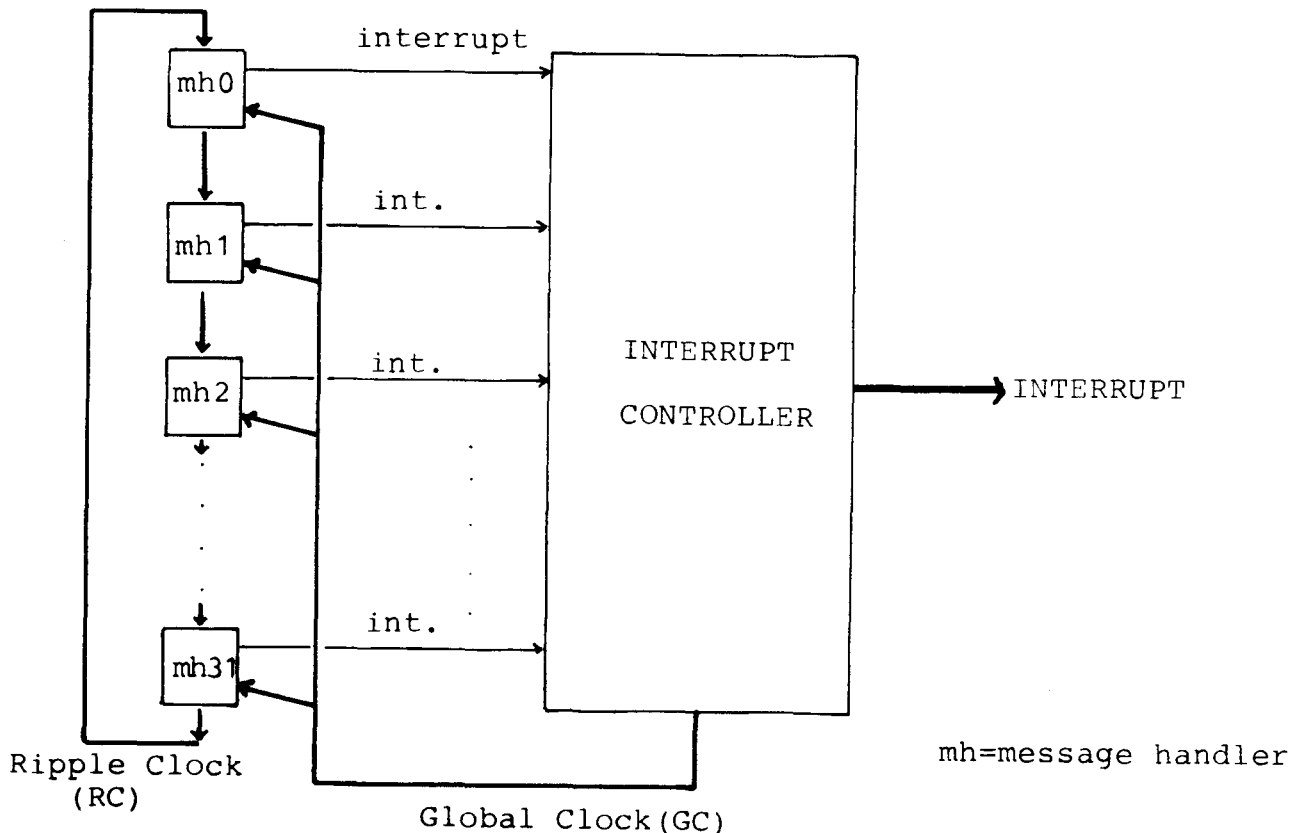 interrupt
mh0
int.
mh1
int.
mh2
INTERRUPT
CONTROLLER
INTERRUPT
int.
mh31
mh=message handler
Ripple Clock
(RC)
Global Clock(GC)